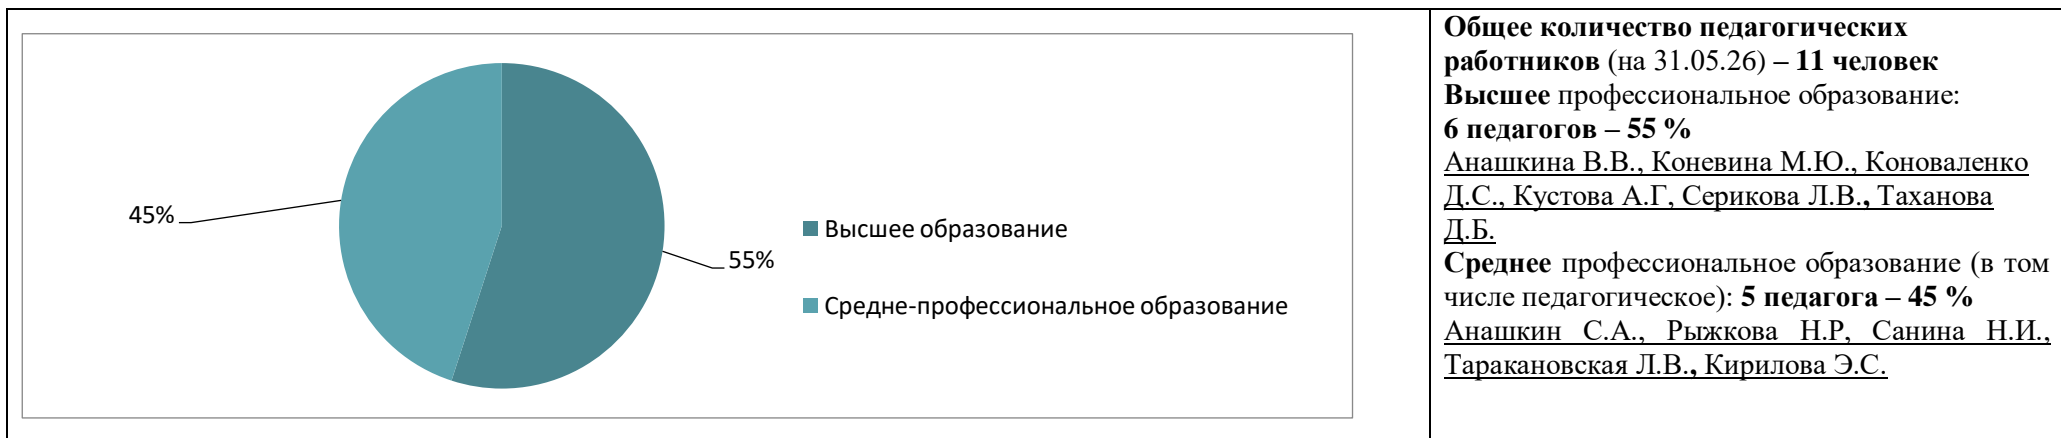 45%
55%
Высшее образование
Средне-профессиональное образование
Общее количество педагогических
работников (на 31.05.26) – 11 человек
Высшее профессиональное образование:
6 педагогов – 55 %
Анашкина В.В., Коневина М.Ю., Коноваленко
Д.С., Кустова А.Г, Серикова Л.В., Таханова
Д.Б.
Среднее профессиональное образование (в том
числе педагогическое): 5 педагога – 45 %
Анашкин С.А., Рыжкова Н.Р, Санина Н.И.,
Таракановская Л.В., Кирилова Э.С.